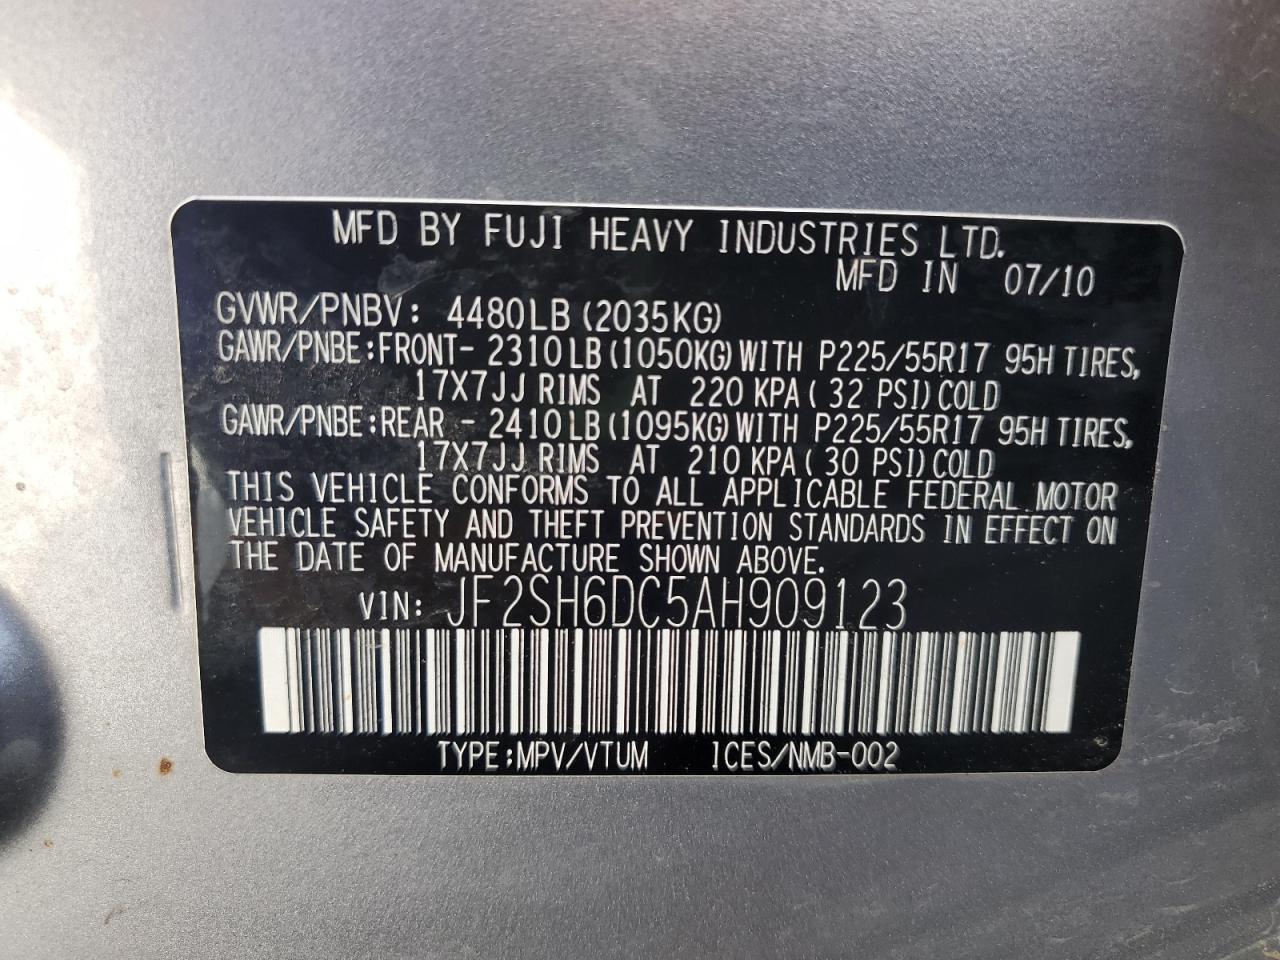 MFD BY FUJI HEAVY INDUSTRIES LTD.
MFD IN 07/10
GVWR/PNBV: 4480LB (2035KG)
GAWR/PNBE:FRONT- 2310LB(1050KG)WITH P225/55R17 95H TIRES,
17X7JJ RIMS AT 220 KPA( 32 PSI)COLD
GAWR/PNBE:REAR - 2410LB(1095KG)WITH P225/55R17 95H TIRES,
17X7JJ RIMS AT 210 KPA( 30 PSI)COLD
THIS VEHICLE CONFORMS TO ALL APPLICABLE FEDERAL MOTOR
VEHICLE SAFETY AND THEFT PREVENTION STANDARDS IN EFFECT ON
THE DATE OF MANUFACTURE SHOWN ABOVE.
VIN: JF2SH6DC5AH909123
TYPE:MPV/VTUM ICES/NMB-002